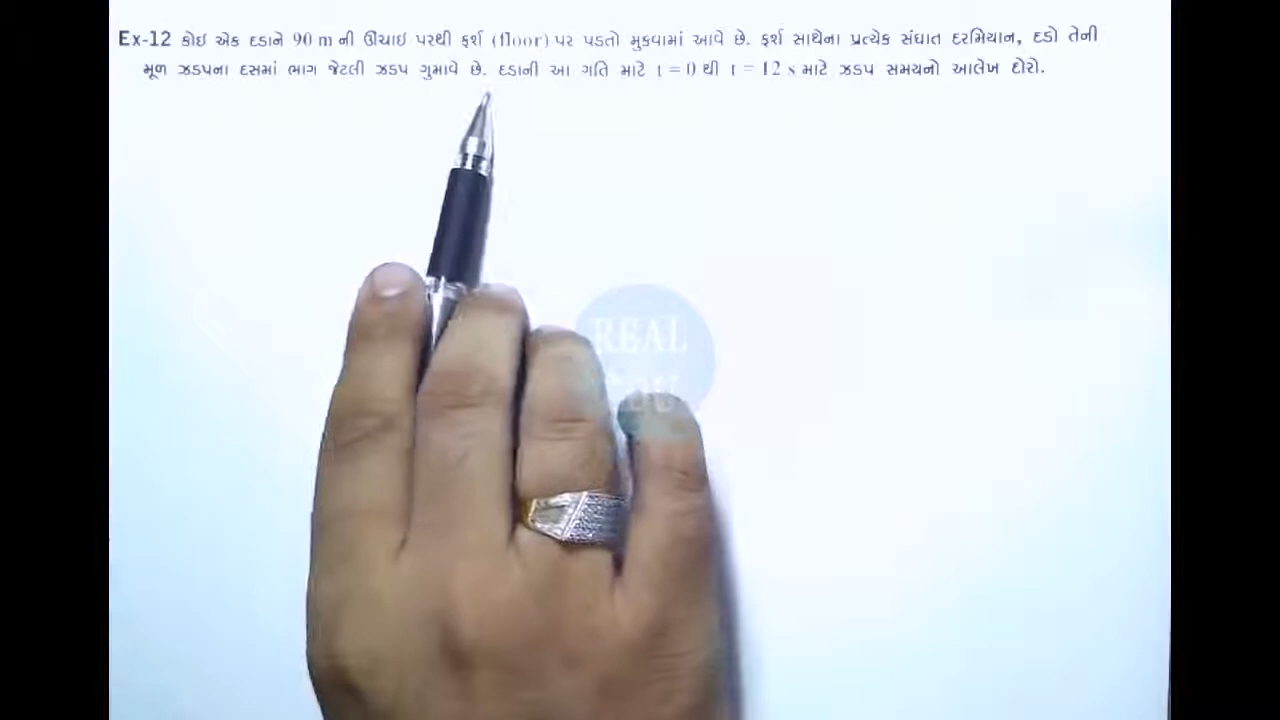 Ex-12 કોઈ એક દડાને 90 m ની ઊંચાઇ પરથી ફર્શ (floor) પર પડતો મુકવામાં આવે છે. ફર્શ સાથેના પ્રત્યેક સંઘાત દરમિયાન, દડો તેની
મૂળ ઝડપના દસમાં ભાગ જેટલી ઝડપ ગુમાવે છે. દડાની આ ગતિ માટે t = 0 થી t = 12 s માટે ઝડપ સમયનો આલેખ દોરો.
REAL